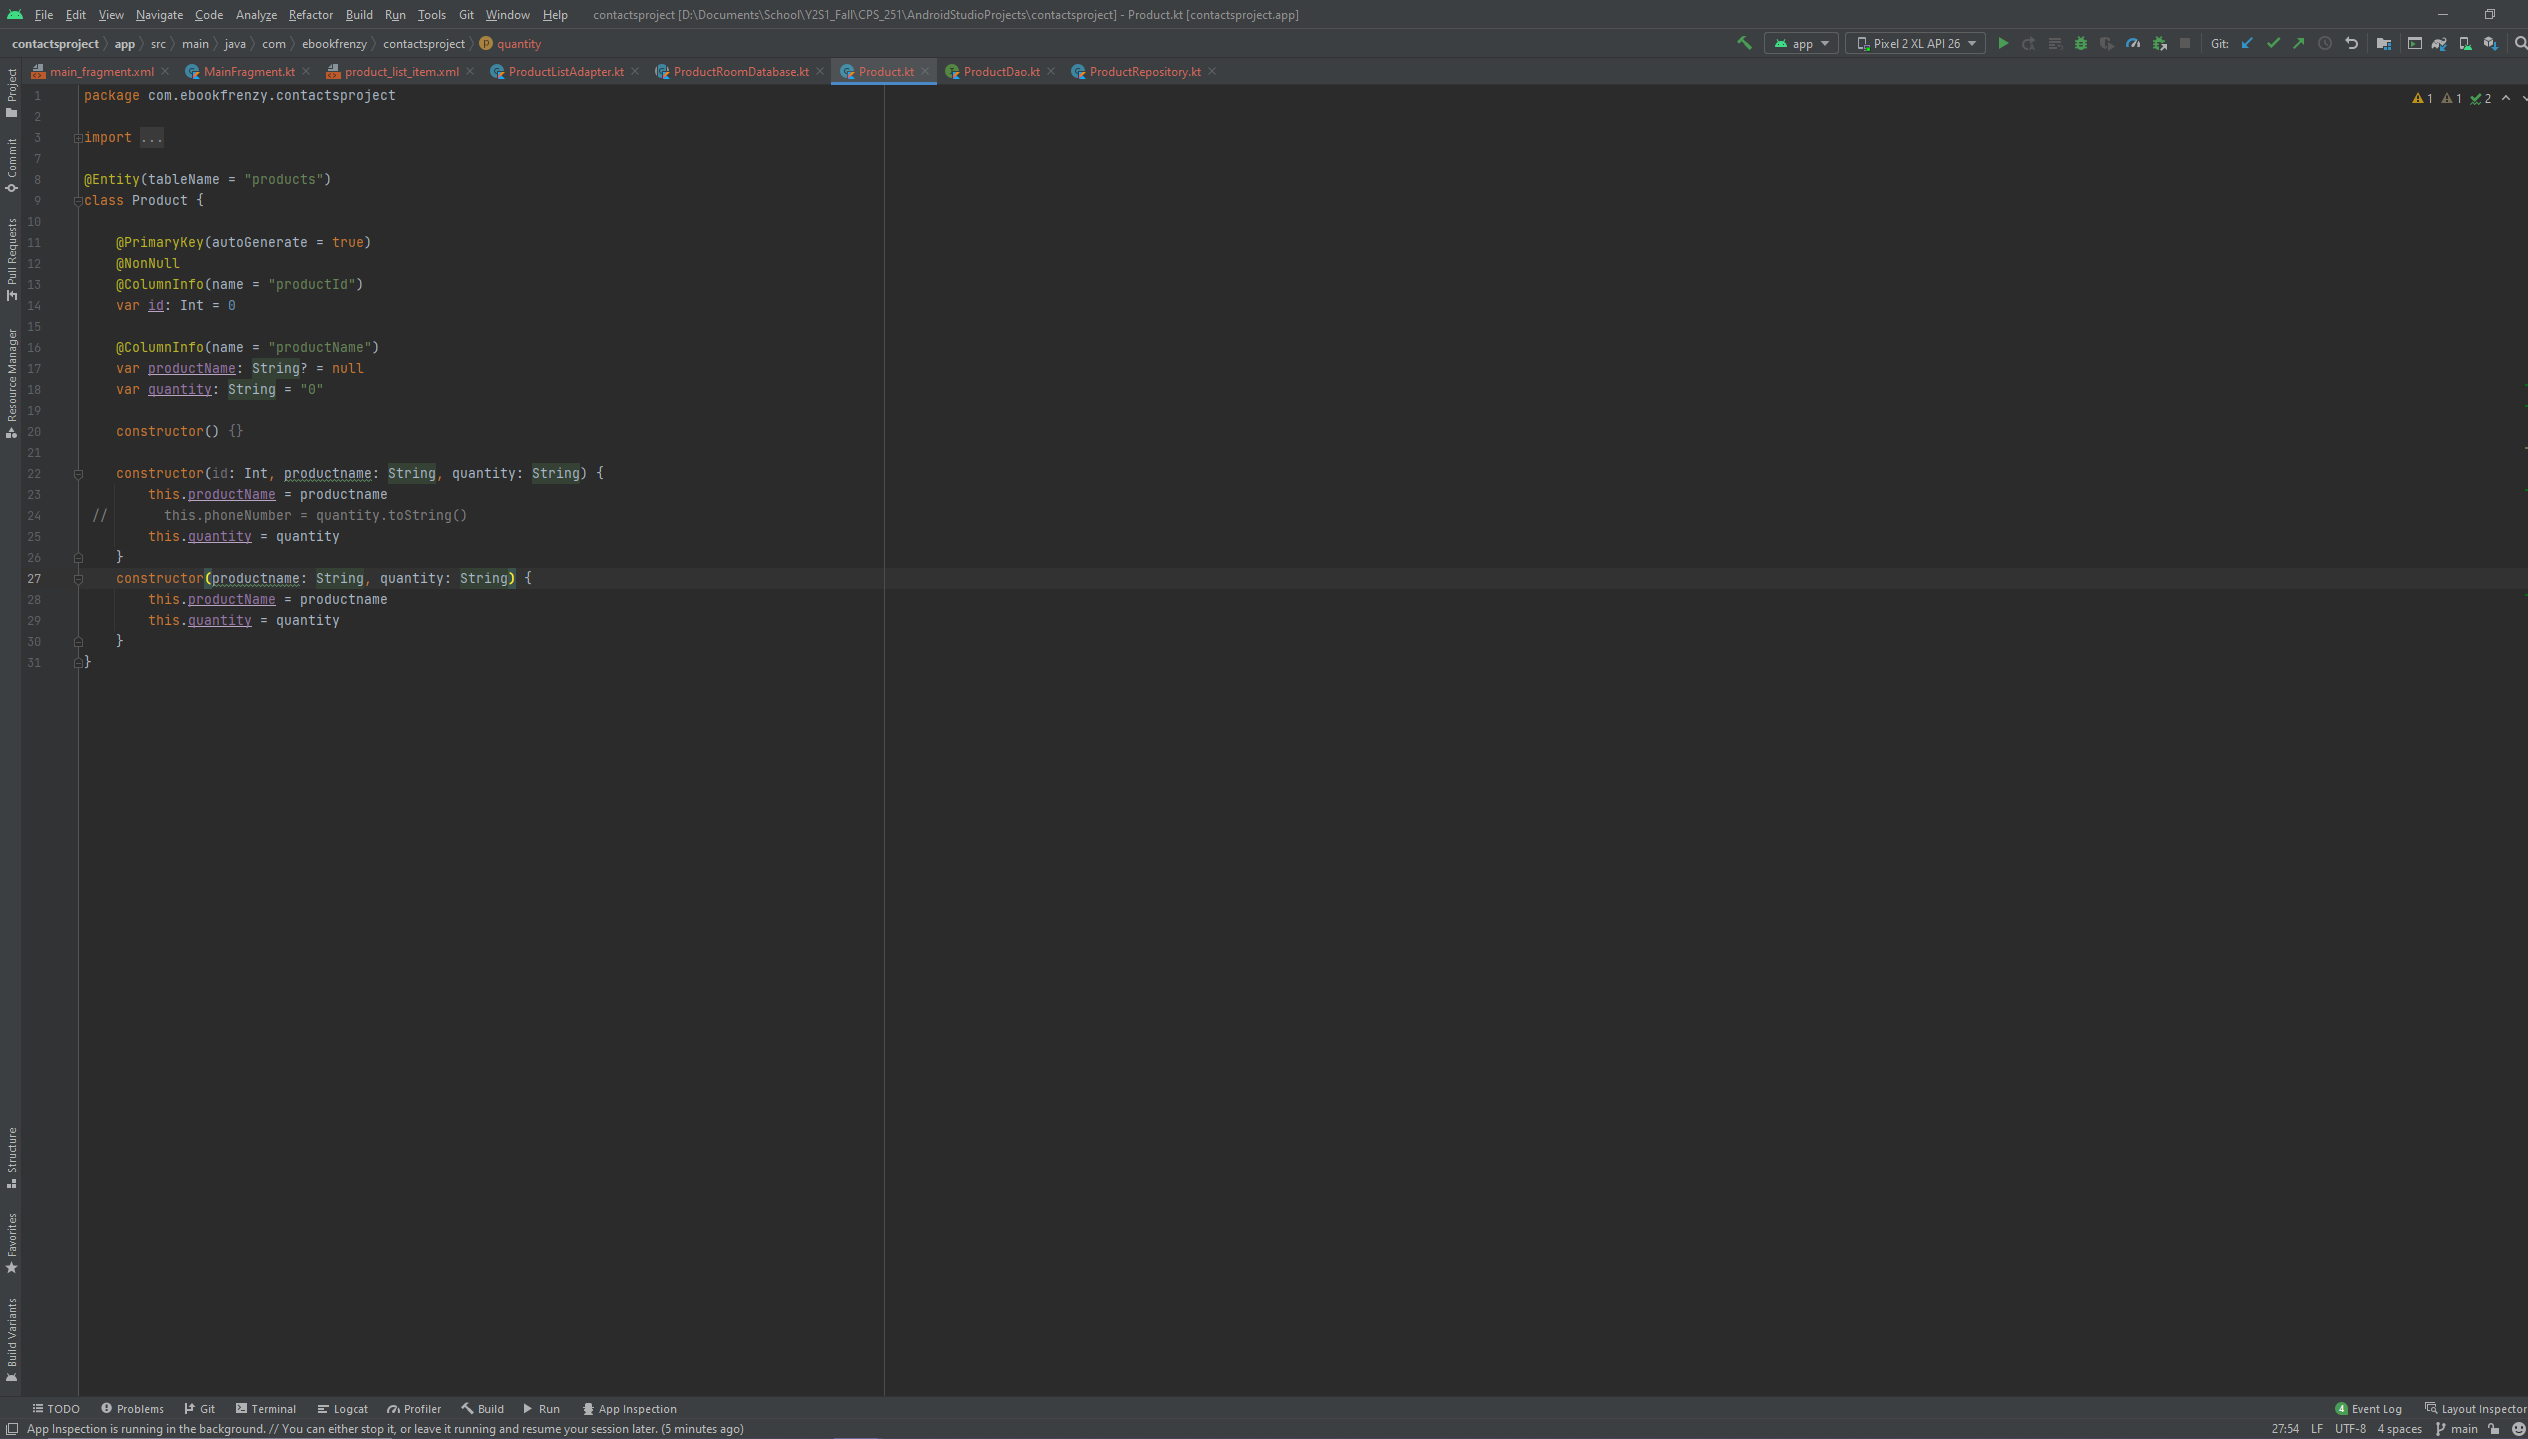 File Edit View Navigate Code Analyze Refactor Build Run Tools Git Window Help contactsproject [D:\Documents\School\Y2S1_Fall\CPS_251\AndroidStudioProjects\contactsproject] - Product.kt [contactsproject.app]
contactsproject app src main java com ebookfrenzy contactsproject quantity app Pixel 2 XL API 26 Git:
main_fragment.xml MainFragment.kt product_list_item.xml ProductListAdapter.kt ProductRoomDatabase.kt Product.kt ProductDao.kt ProductRepository.kt
Project
Commit
Pull Requests
Resource Manager
Structure
Favorites
Build Variants
1 1 2
1 package com.ebookfrenzy.contactsproject
2
3 import ...
7
8 @Entity(tableName = "products")
9 class Product {
10
11 @PrimaryKey(autoGenerate = true)
12 @NonNull
13 @ColumnInfo(name = "productId")
14 var id: Int = 0
15
16 @ColumnInfo(name = "productName")
17 var productName: String? = null
18 var quantity: String = "0"
19
20 constructor() {}
21
22 constructor(id: Int, productname: String, quantity: String) {
23 this.productName = productname
24 // this.phoneNumber = quantity.toString()
25 this.quantity = quantity
26 }
27 constructor(productname: String, quantity: String) {
28 this.productName = productname
29 this.quantity = quantity
30 }
31 }
TODO Problems Git Terminal Logcat Profiler Build Run App Inspection 4 Event Log Layout Inspector
App Inspection is running in the background. // You can either stop it, or leave it running and resume your session later. (5 minutes ago) 27:54 LF UTF-8 4 spaces main